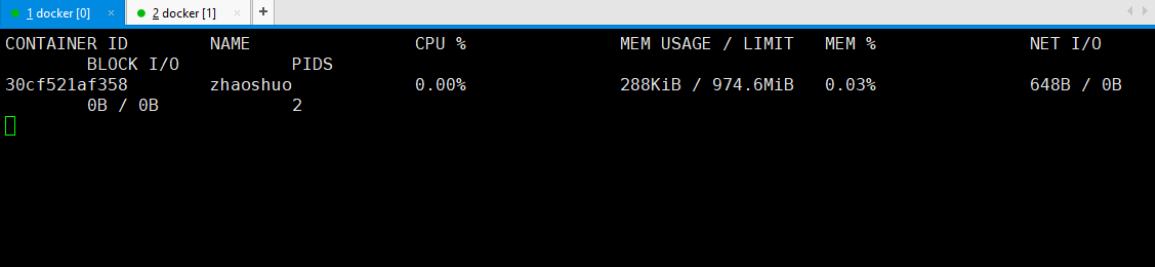 1 docker [0] × 2 docker [1] × +
CONTAINER ID NAME CPU % MEM USAGE / LIMIT MEM % NET I/O
BLOCK I/O PIDS
30cf521af358 zhaoshuo 0.00% 288KiB / 974.6MiB 0.03% 648B / 0B
0B / 0B 2